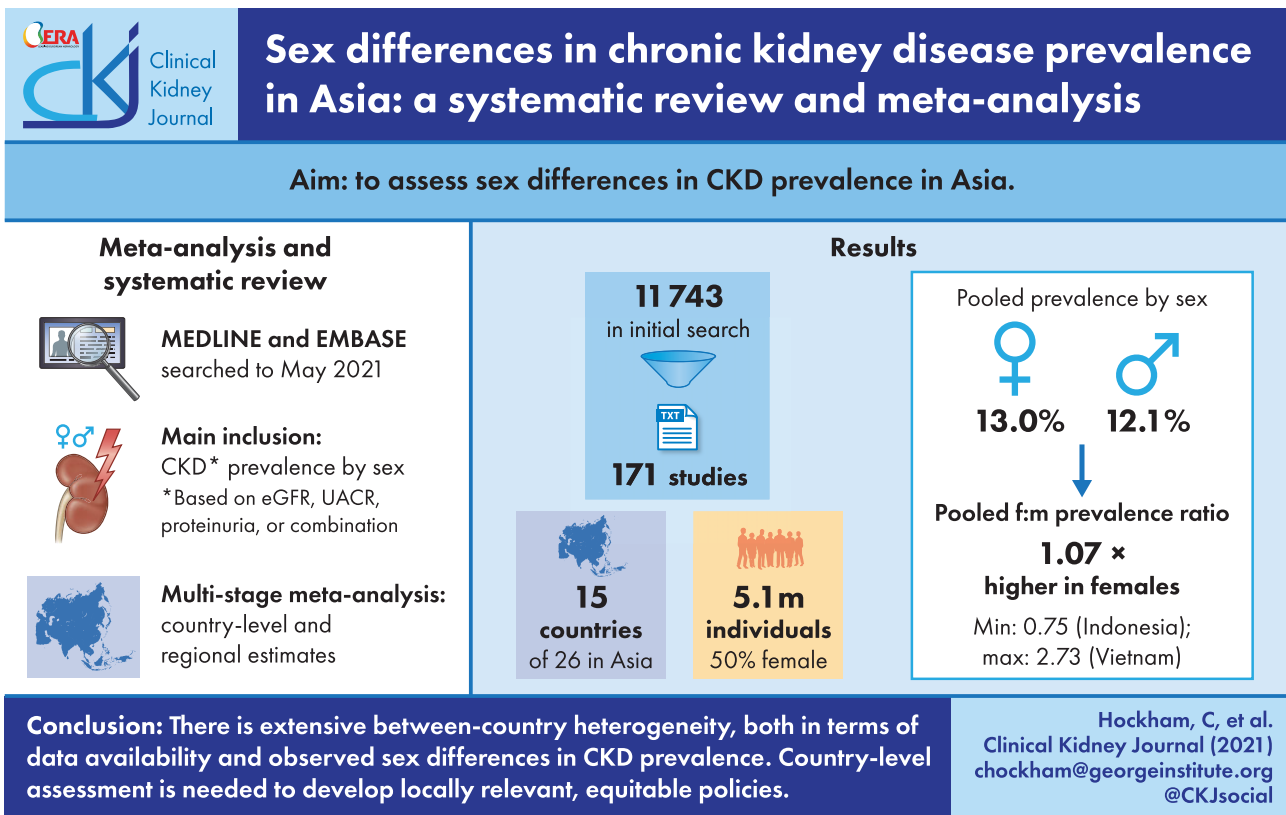 ERA
CKJ
Clinical
Kidney
Journal
Sex differences in chronic kidney disease prevalence
in Asia: a systematic review and meta-analysis
Aim: to assess sex differences in CKD prevalence in Asia.
Meta-analysis and
systematic review
MEDLINE and EMBASE
searched to May 2021
Main inclusion:
CKD* prevalence by sex
*Based on eGFR, UACR,
proteinuria, or combination
Multi-stage meta-analysis:
country-level and
regional estimates
Results
11 743
in initial search
TXT
171 studies
15
countries
of 26 in Asia
5.1m
individuals
50% female
Pooled prevalence by sex
♀ ♂
13.0% 12.1%
Pooled f:m prevalence ratio
1.07 ×
higher in females
Min: 0.75 (Indonesia);
max: 2.73 (Vietnam)
Conclusion: There is extensive between-country heterogeneity, both in terms of
data availability and observed sex differences in CKD prevalence. Country-level
assessment is needed to develop locally relevant, equitable policies.
Hockham, C, et al.
Clinical Kidney Journal (2021)
chockham@georgeinstitute.org
@CKJsocial